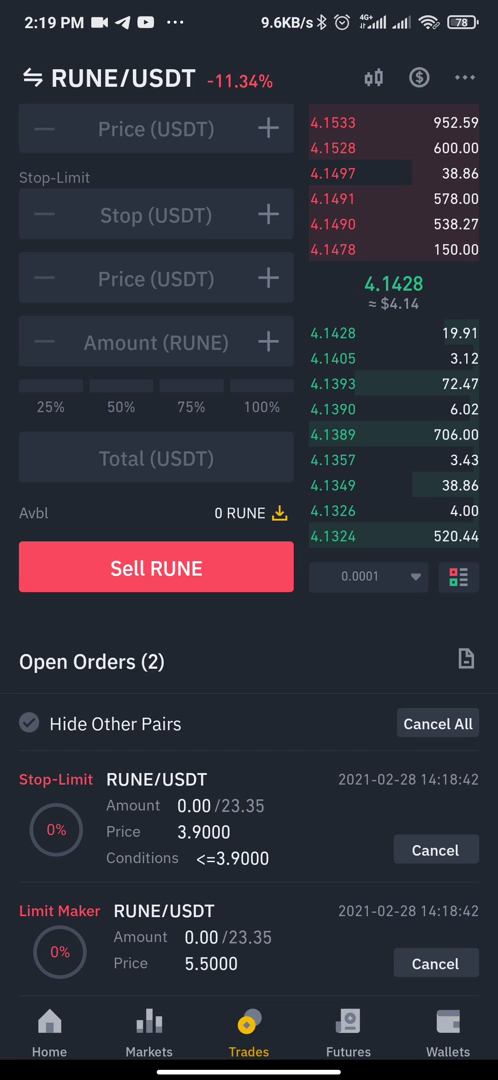 2:19 PM ... 9.6KB/s 4G+ 78
RUNE/USDT -11.34% $ ...
Price (USDT)
Stop-Limit
Stop (USDT)
Price (USDT)
Amount (RUNE)
25% 50% 75% 100%
Total (USDT)
Avbl 0 RUNE
Sell RUNE
4.1533 952.59
4.1528 600.00
4.1497 38.86
4.1491 578.00
4.1490 538.27
4.1478 150.00
4.1428
≈ $4.14
4.1428 19.91
4.1405 3.12
4.1393 72.47
4.1390 6.02
4.1389 706.00
4.1357 3.43
4.1349 38.86
4.1326 4.00
4.1324 520.44
0.0001
Open Orders (2)
Hide Other Pairs Cancel All
Stop-Limit RUNE/USDT 2021-02-28 14:18:42
0%
Amount 0.00 /23.35
Price 3.9000
Conditions <=3.9000
Cancel
Limit Maker RUNE/USDT 2021-02-28 14:18:42
0%
Amount 0.00 /23.35
Price 5.5000
Cancel
Home Markets Trades Futures Wallets